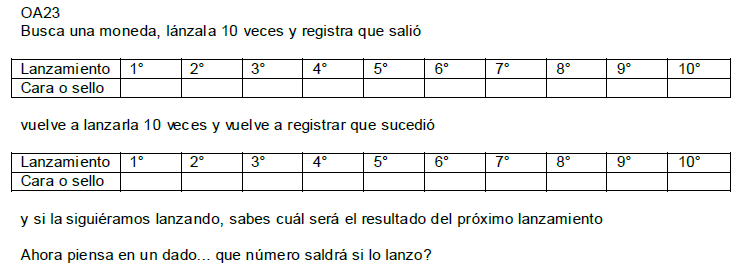 OA23
Busca una moneda, lánzala 10 veces y registra que salió
Lanzamiento 1° 2° 3° 4° 5° 6° 7° 8° 9° 10°
Cara o sello
vuelve a lanzarla 10 veces y vuelve a registrar que sucedió
Lanzamiento 1° 2° 3° 4° 5° 6° 7° 8° 9° 10°
Cara o sello
y si la siguiéramos lanzando, sabes cuál será el resultado del próximo lanzamiento
Ahora piensa en un dado... que número saldrá si lo lanzo?